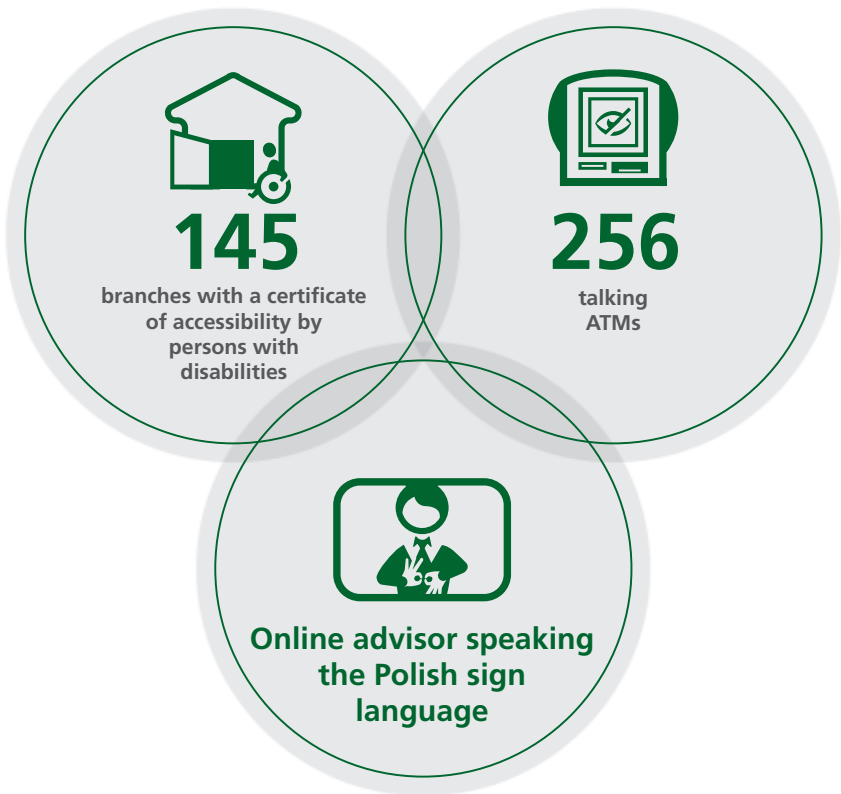 145
branches with a certificate
of accessibility by
persons with
disabilities
256
talking
ATMs
Online advisor speaking
the Polish sign
language